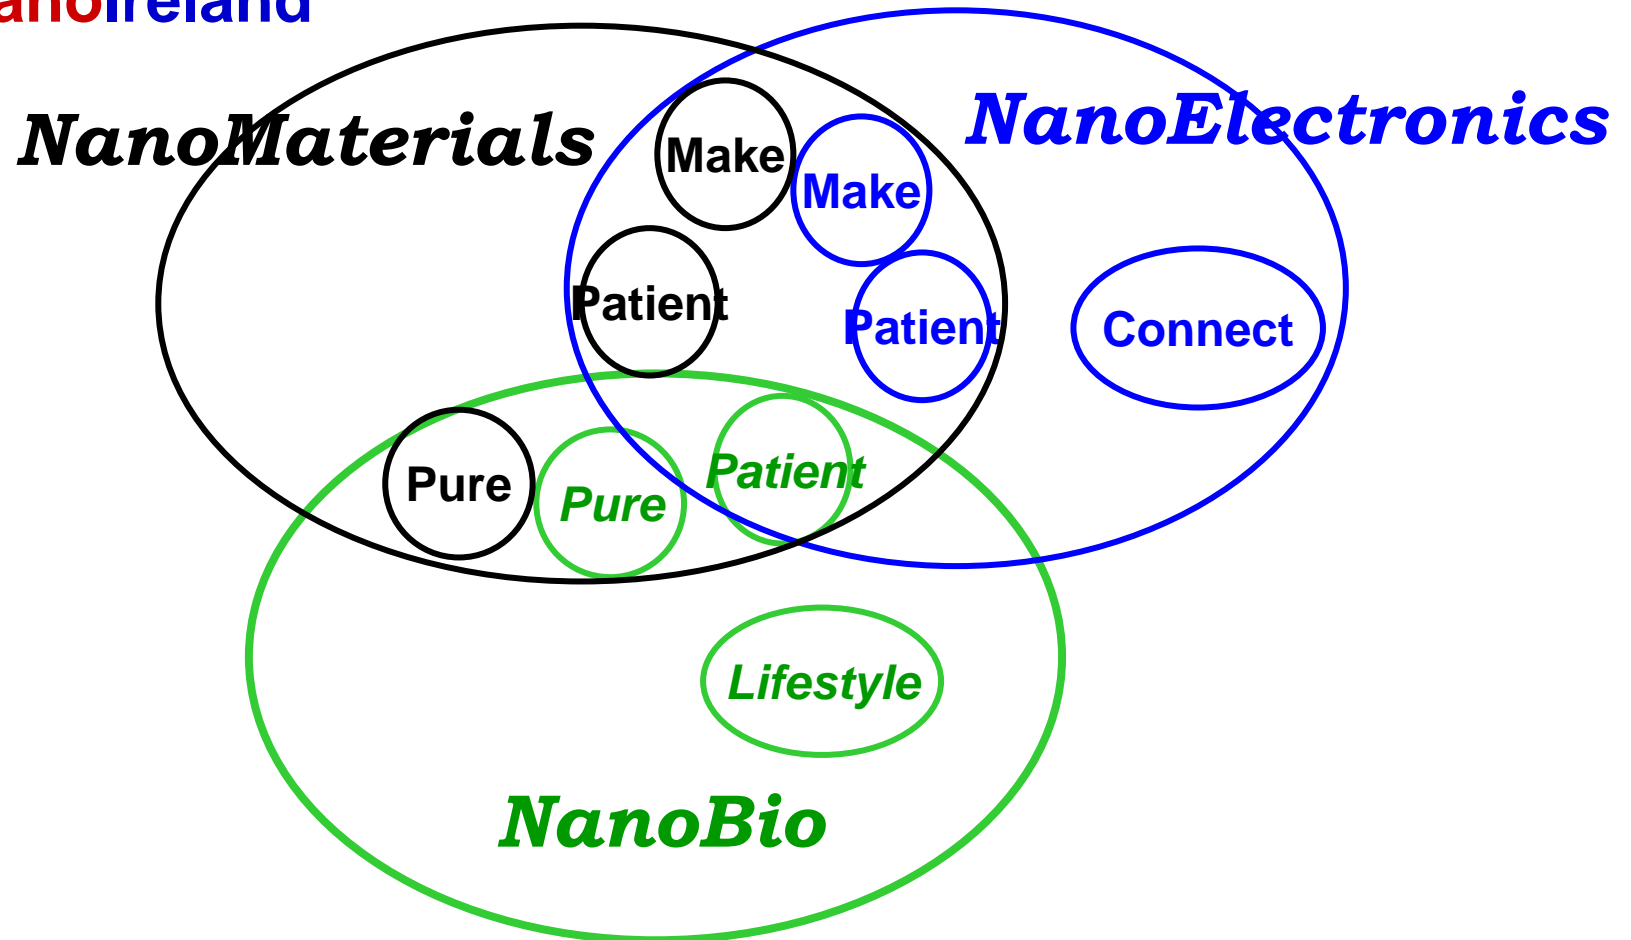 anoIreland
NanoMaterials
NanoElectronics
Make
Make
Patient
Patient
Connect
Pure
Pure
Patient
Lifestyle
NanoBio